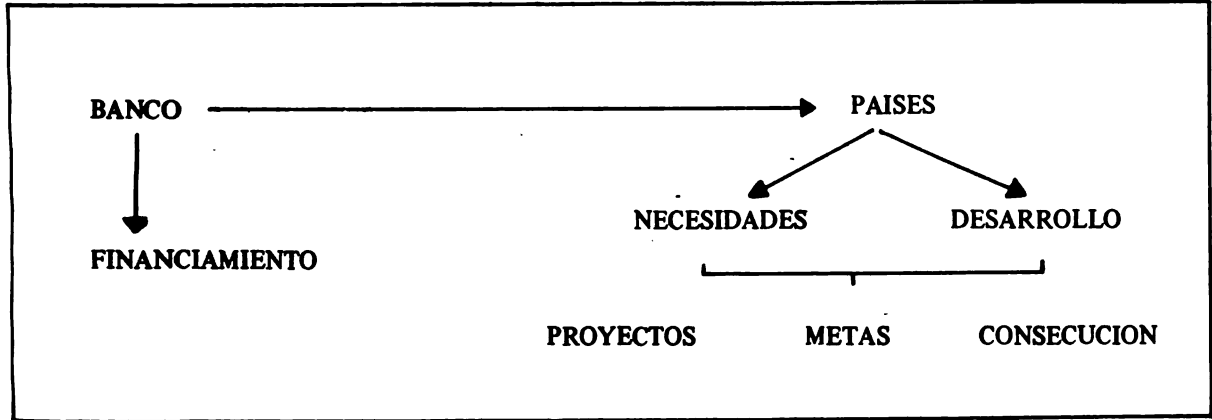 BANCO PAISES
NECESIDADES DESARROLLO
FINANCIAMIENTO
PROYECTOS METAS CONSECUCION